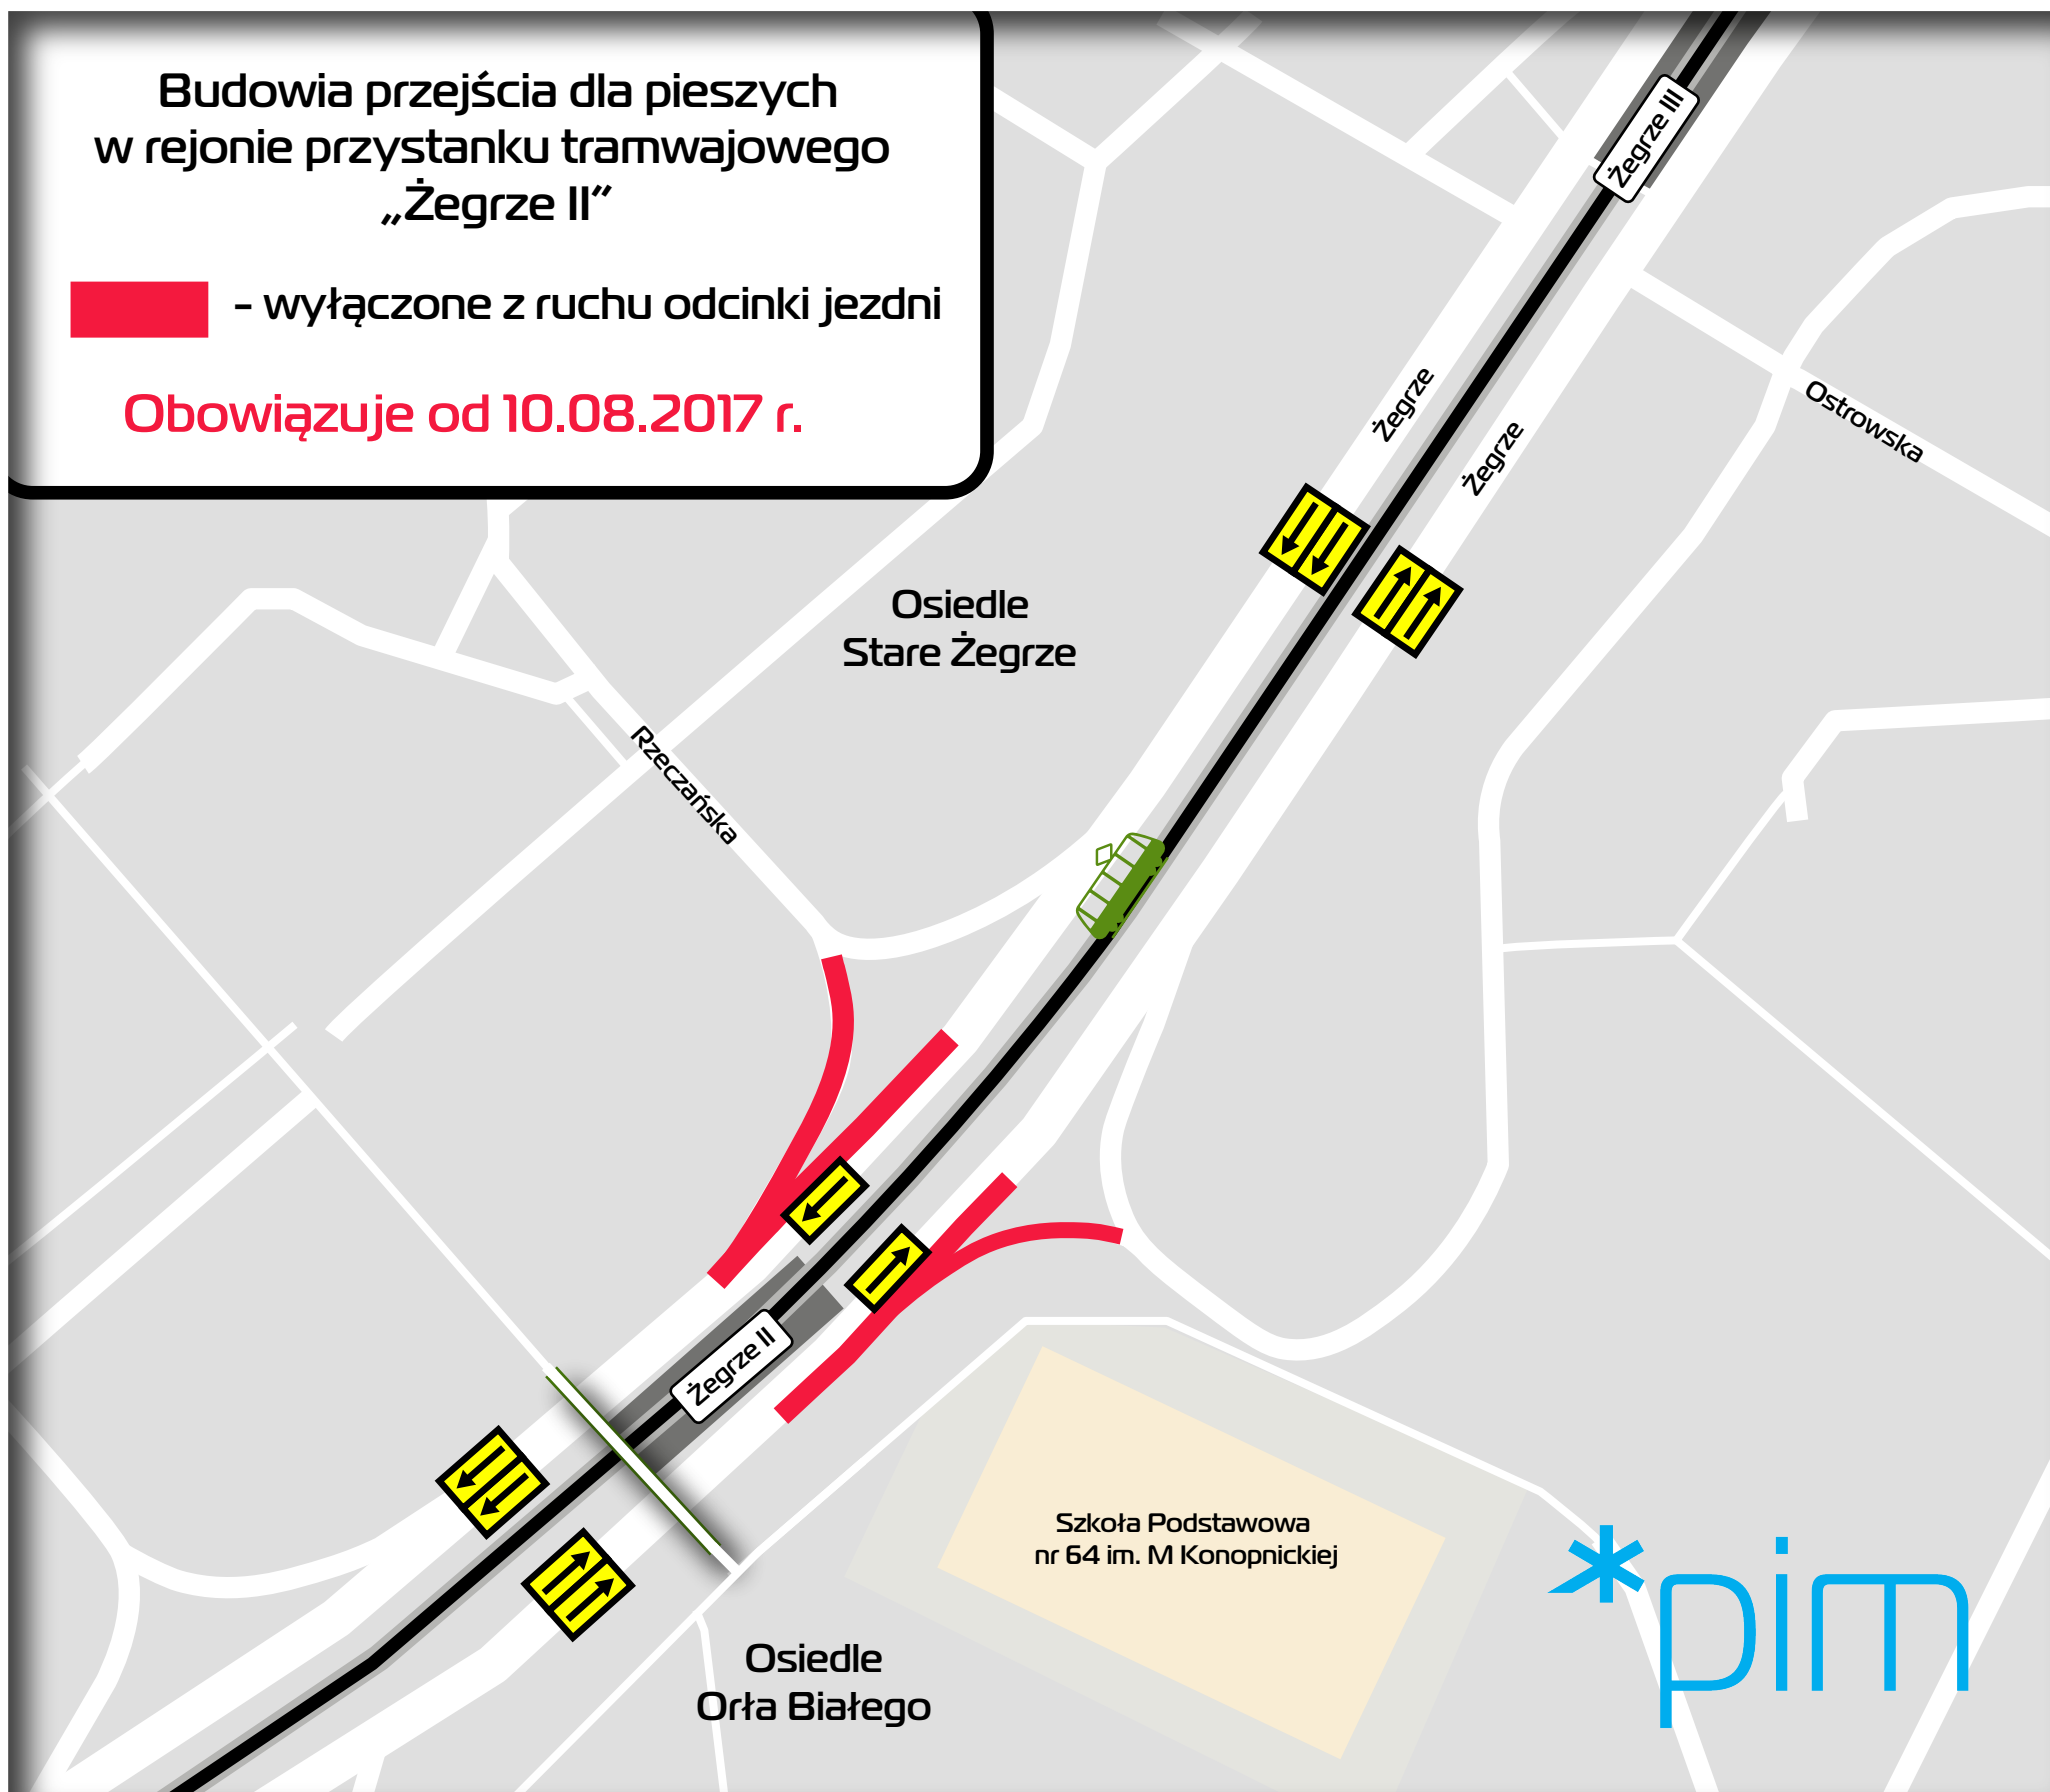 Budowia przejścia dla pieszych
w rejonie przystanku tramwajowego
„Żegrze II”
- wyłączone z ruchu odcinki jezdni
Obowiązuje od 10.08.2017 r.
Żegrze III
Żegrze
Żegrze
Ostrowska
Osiedle
Stare Żegrze
Rzeczańska
Żegrze II
Szkoła Podstawowa
nr 64 im. M Konopnickiej
Osiedle
Orła Białego
*pim